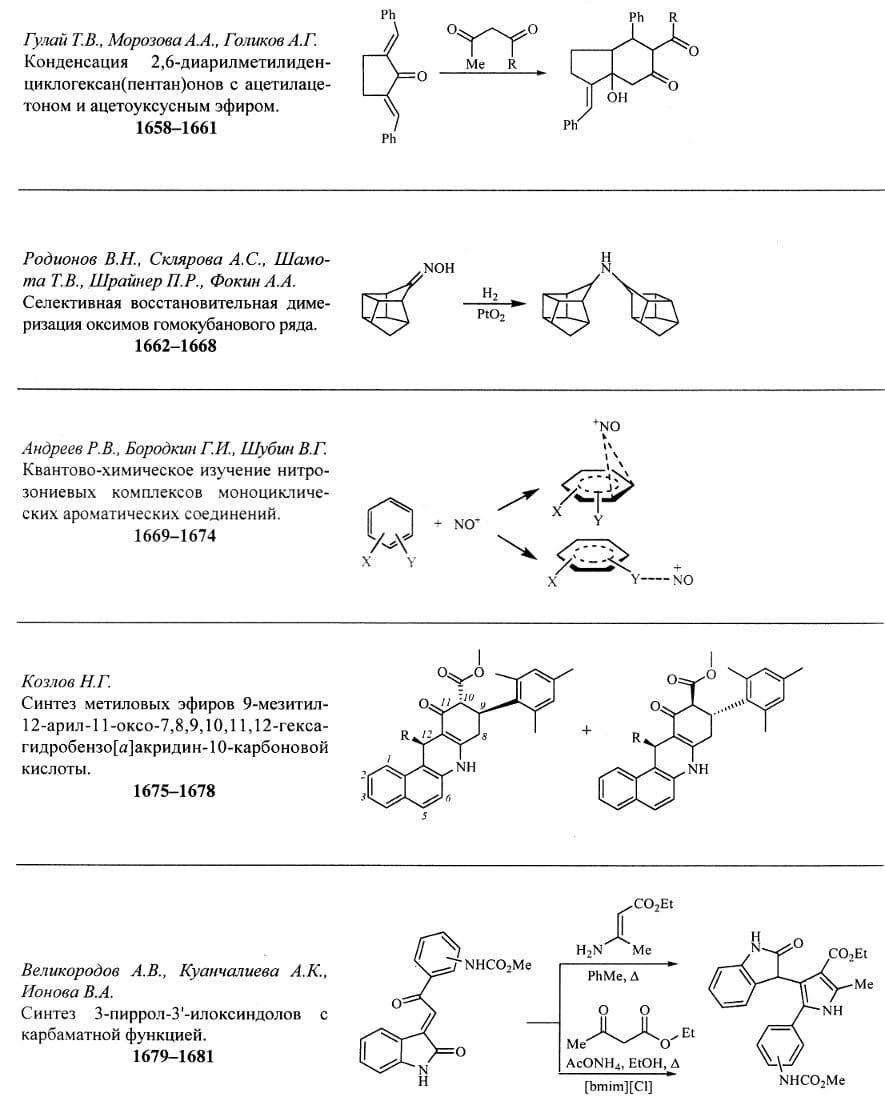 Гулай Т.В., Морозова А.А., Голиков А.Г.
Конденсация 2,6-диарилметилиден-
циклогексан(пентан)онов с ацетилаце-
тоном и ацетоуксусным эфиром.
1658–1661
Ph
O
Ph
O O
Me R
Ph R
O
O
OH
Ph
Родионов В.Н., Склярова А.С., Шамо-
та Т.В., Шрайнер П.Р., Фокин А.А.
Селективная восстановительная диме-
ризация оксимов гомокубанового ряда.
1662–1668
NOH
H2
PtO2
H
N
Андреев Р.В., Бородкин Г.И., Шубин В.Г.
Квантово-химическое изучение нитро-
зониевых комплексов моноцикличе-
ских ароматических соединений.
1669–1674
X Y
+ NO+
+NO
X
Y
X
Y
+
NO
Козлов Н.Г.
Синтез метиловых эфиров 9-мезитил-
12-арил-11-оксо-7,8,9,10,11,12-гекса-
гидробензо[a]акридин-10-карбоновой
кислоты.
1675–1678
O
O
10
O 11
9
R 12
8
1
2
NH
3
6
5
+
O
O
O
R
NH
Великородов А.В., Куанчалиева А.К.,
Ионова В.А.
Синтез 3-пиррол-3'-илоксиндолов с
карбаматной функцией.
1679–1681
NHCO2Me
O
O
N
H
CO2Et
H2N Me
PhMe, Δ
O O
Me O Et
AcONH4, EtOH, Δ
[bmim][Cl]
H
N
O
CO2Et
Me
NH
NHCO2Me